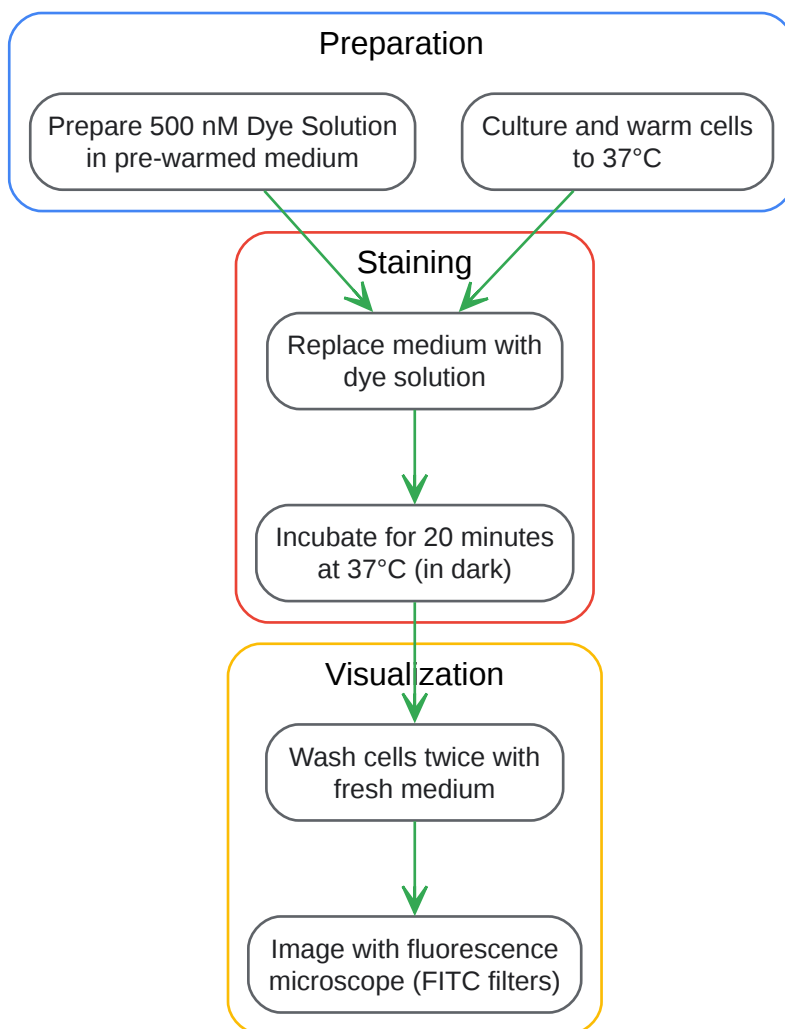 Preparation
Prepare 500 nM Dye Solution
in pre-warmed medium
Culture and warm cells
to 37°C
Staining
Replace medium with
dye solution
Incubate for 20 minutes
at 37°C (in dark)
Visualization
Wash cells twice with
fresh medium
Image with fluorescence
microscope (FITC filters)